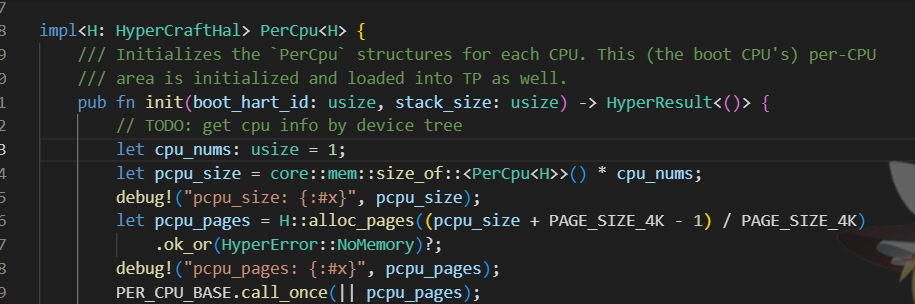 7
8 impl<H: HyperCraftHal> PerCpu<H> {
9 /// Initializes the `PerCpu` structures for each CPU. This (the boot CPU's) per-CPU
0 /// area is initialized and loaded into TP as well.
1 pub fn init(boot_hart_id: usize, stack_size: usize) -> HyperResult<()> {
2 // TODO: get cpu info by device tree
3 let cpu_nums: usize = 1;
4 let pcpu_size = core::mem::size_of::<PerCpu<H>>() * cpu_nums;
5 debug!("pcpu_size: {:#x}", pcpu_size);
6 let pcpu_pages = H::alloc_pages((pcpu_size + PAGE_SIZE_4K - 1) / PAGE_SIZE_4K)
7 .ok_or(HyperError::NoMemory)?;
8 debug!("pcpu_pages: {:#x}", pcpu_pages);
9 PER_CPU_BASE.call_once(|| pcpu_pages);